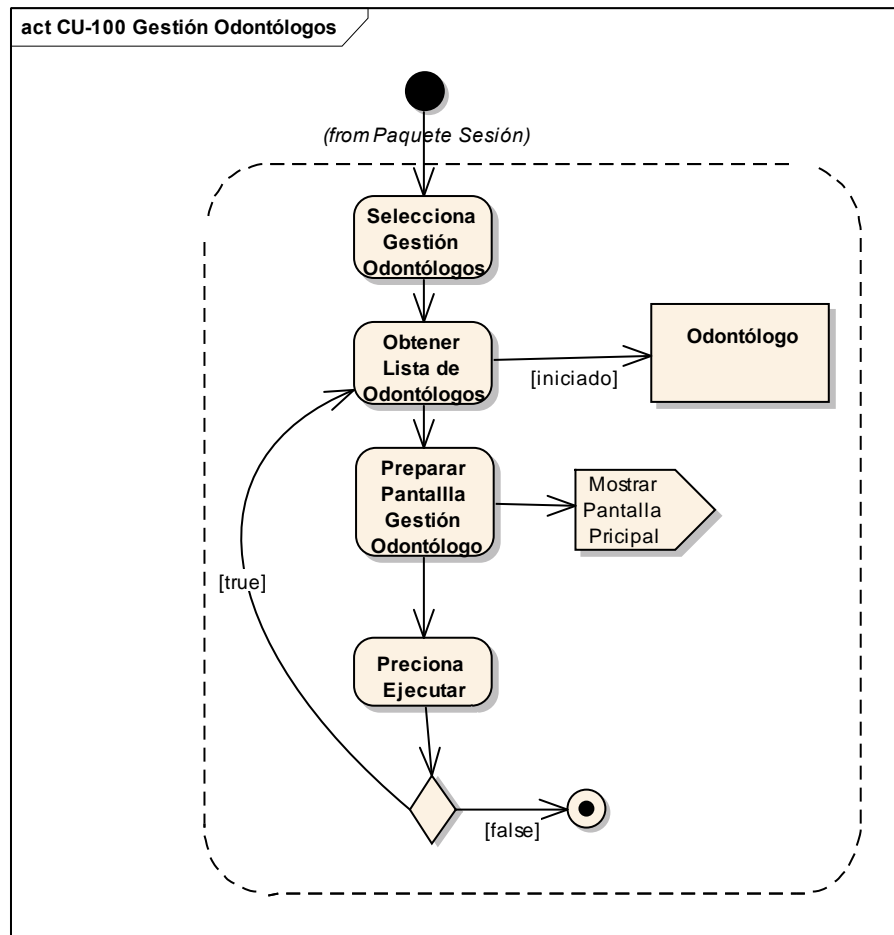 act CU-100 Gestión Odontólogos
(from Paquete Sesión)
Selecciona
Gestión
Odontólogos
Obtener
Lista de
Odontólogos
[iniciado]
Odontólogo
Preparar
Pantallla
Gestión
Odontólogo
Mostrar
Pantalla
Pricipal
[true]
Preciona
Ejecutar
[false]